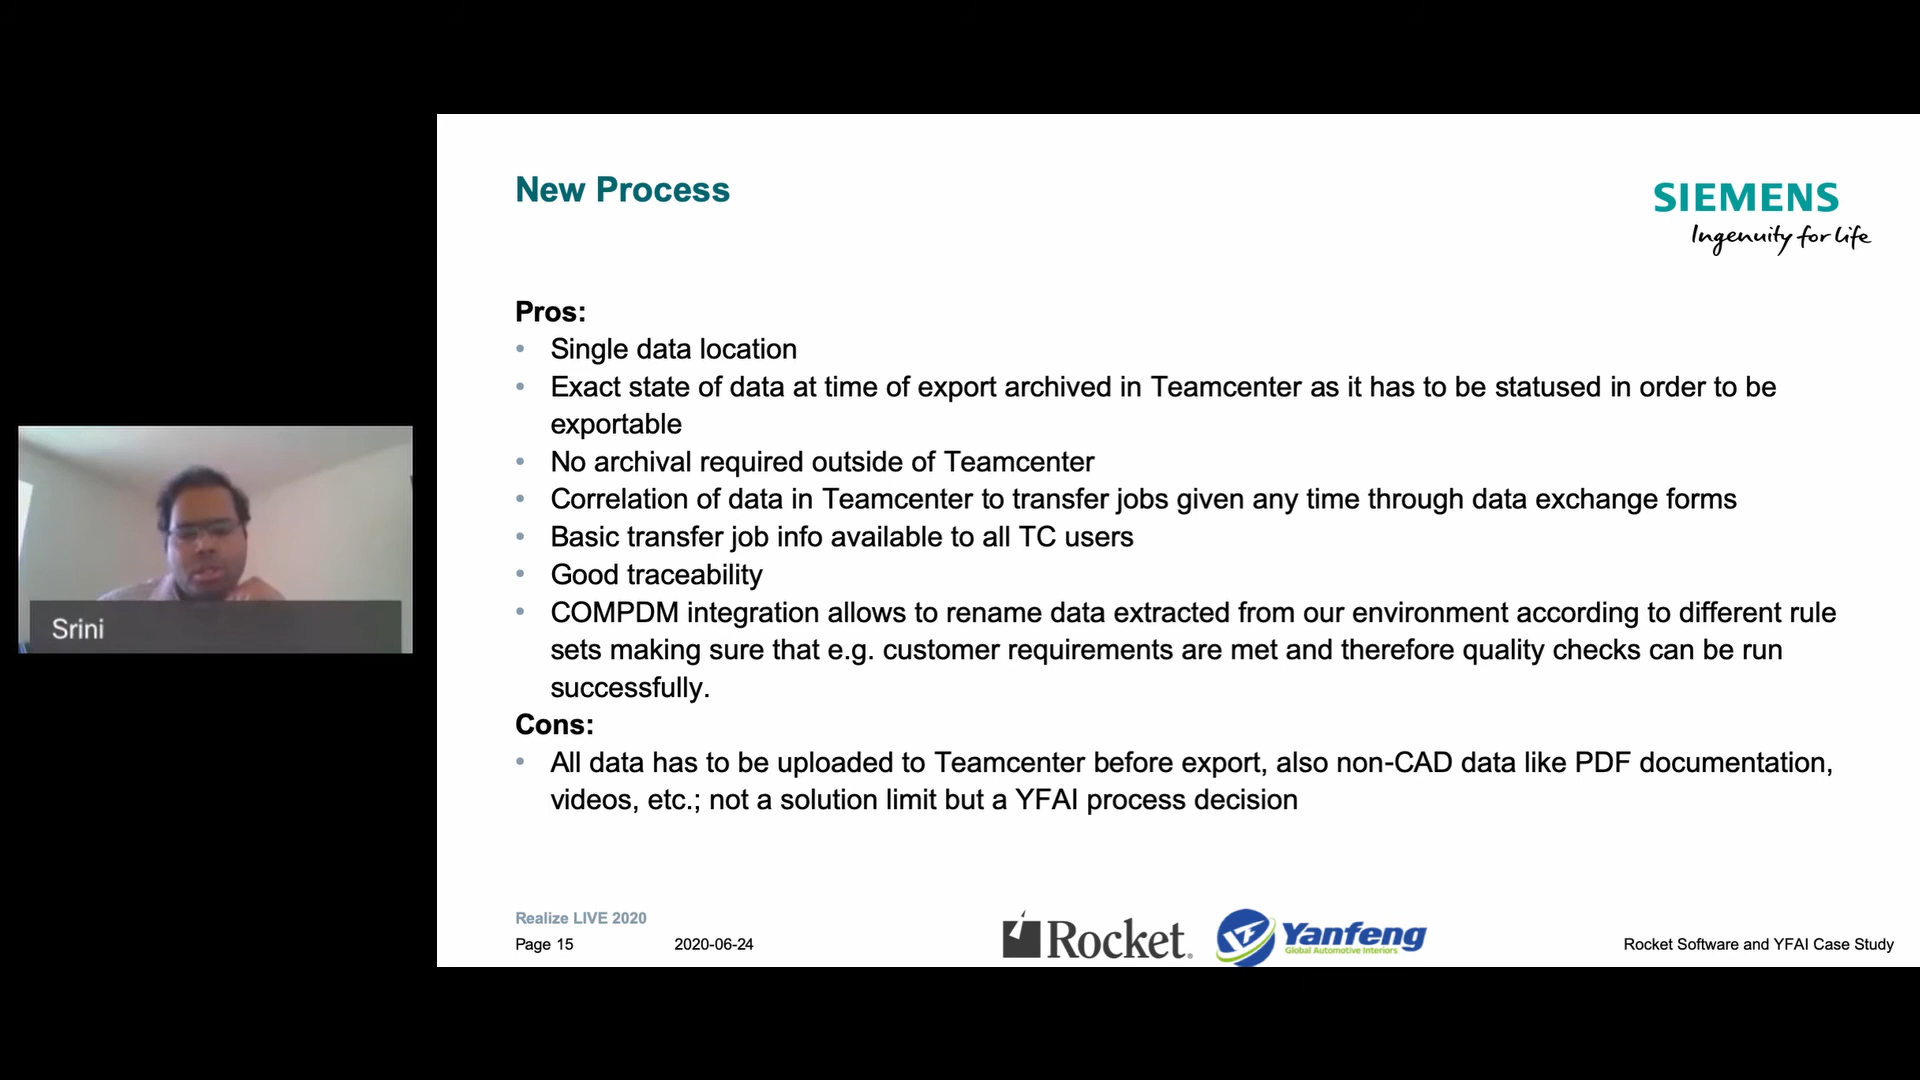 New Process
SIEMENS
Ingenuity for life
Pros:
• Single data location
• Exact state of data at time of export archived in Teamcenter as it has to be statused in order to be
exportable
• No archival required outside of Teamcenter
• Correlation of data in Teamcenter to transfer jobs given any time through data exchange forms
• Basic transfer job info available to all TC users
• Good traceability
• COMPDM integration allows to rename data extracted from our environment according to different rule
sets making sure that e.g. customer requirements are met and therefore quality checks can be run
successfully.
Cons:
• All data has to be uploaded to Teamcenter before export, also non-CAD data like PDF documentation,
videos, etc.; not a solution limit but a YFAI process decision
Srini
Realize LIVE 2020
Page 15 2020-06-24
Rocket.
Yanfeng
Global Automotive Interiors
Rocket Software and YFAI Case Study